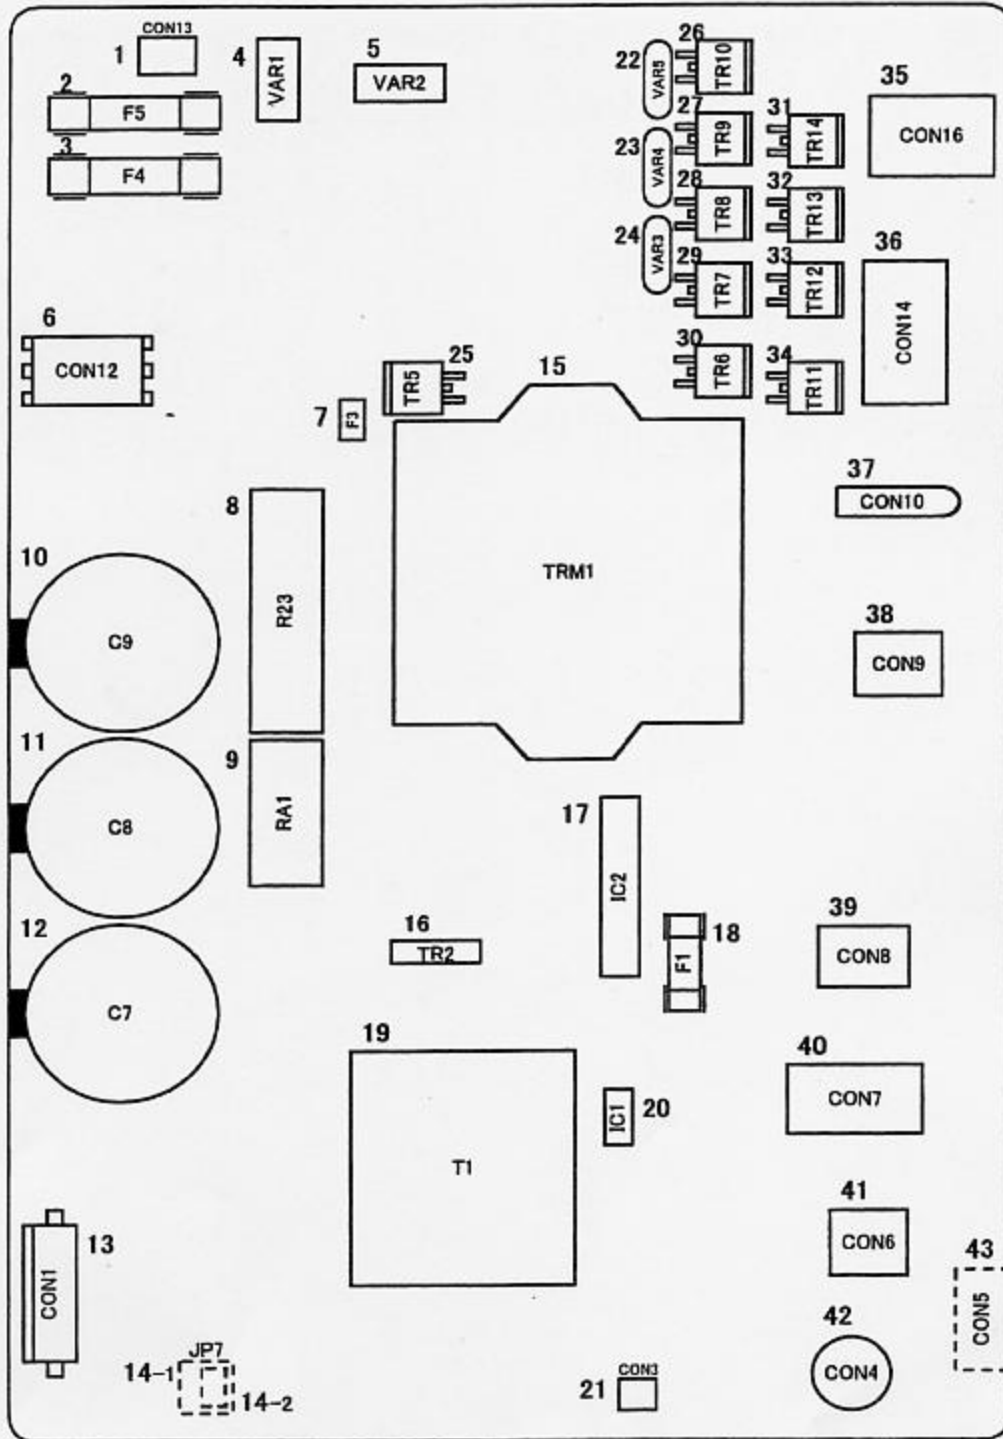 CON13
1
4
VAR1
5
VAR2
2
F5
3
F4
22
VAR5
26
TR10
27
TR9
23
VAR4
28
TR8
24
VAR3
29
TR7
30
TR6
31
TR14
32
TR13
33
TR12
34
TR11
35
CON16
36
CON14
6
CON12
25
TR5
7
F3
15
TRM1
37
CON10
8
R23
10
C9
38
CON9
11
C8
9
RA1
17
IC2
12
C7
16
TR2
18
F1
39
CON8
19
T1
20
IC1
40
CON7
41
CON6
13
CON1
43
CON5
42
CON4
JP7
14-1
14-2
CON3
21